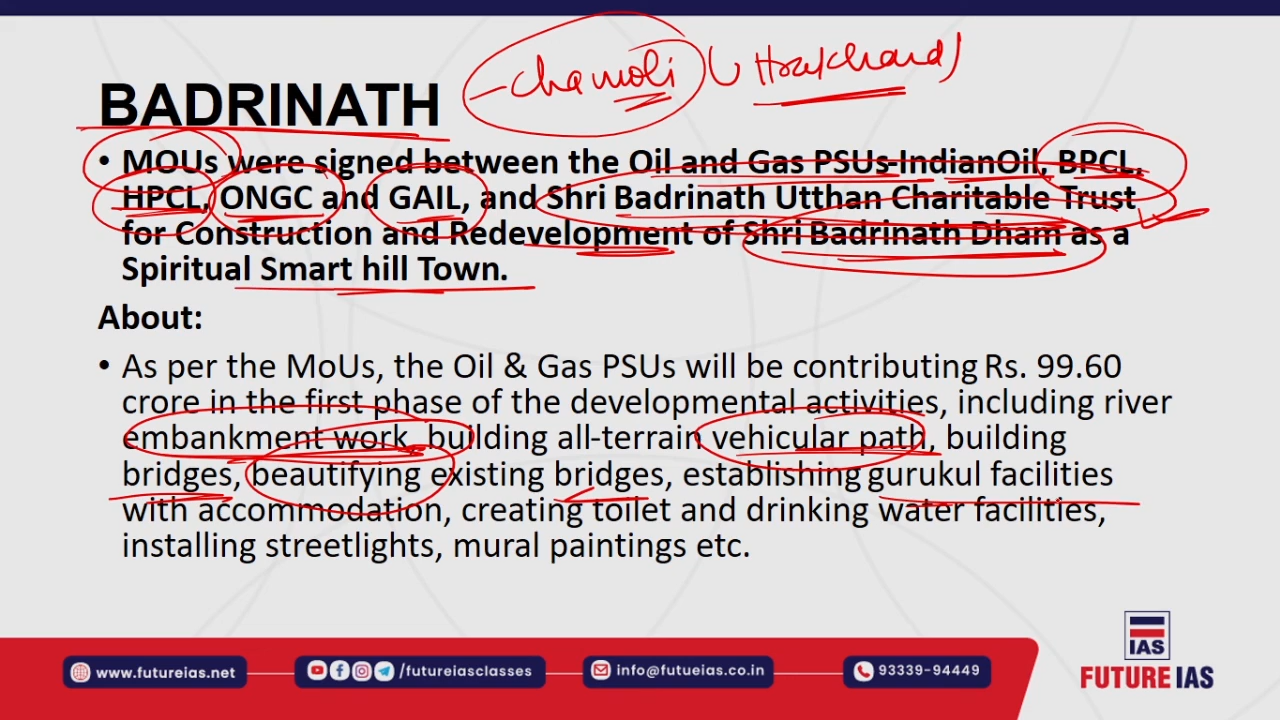 -Chamoli (Uttrakhand)
BADRINATH
• MOUs were signed between the Oil and Gas PSUs-IndianOil, BPCL,
HPCL, ONGC and GAIL, and Shri Badrinath Utthan Charitable Trust
for Construction and Redevelopment of Shri Badrinath Dham as a
Spiritual Smart hill Town.
About:
• As per the MoUs, the Oil & Gas PSUs will be contributing Rs. 99.60
crore in the first phase of the developmental activities, including river
embankment work, building all-terrain vehicular path, building
bridges, beautifying existing bridges, establishing gurukul facilities
with accommodation, creating toilet and drinking water facilities,
installing streetlights, mural paintings etc.
IAS
FUTURE IAS
www.futureias.net
/futureiasclasses
info@futueias.co.in
93339-94449